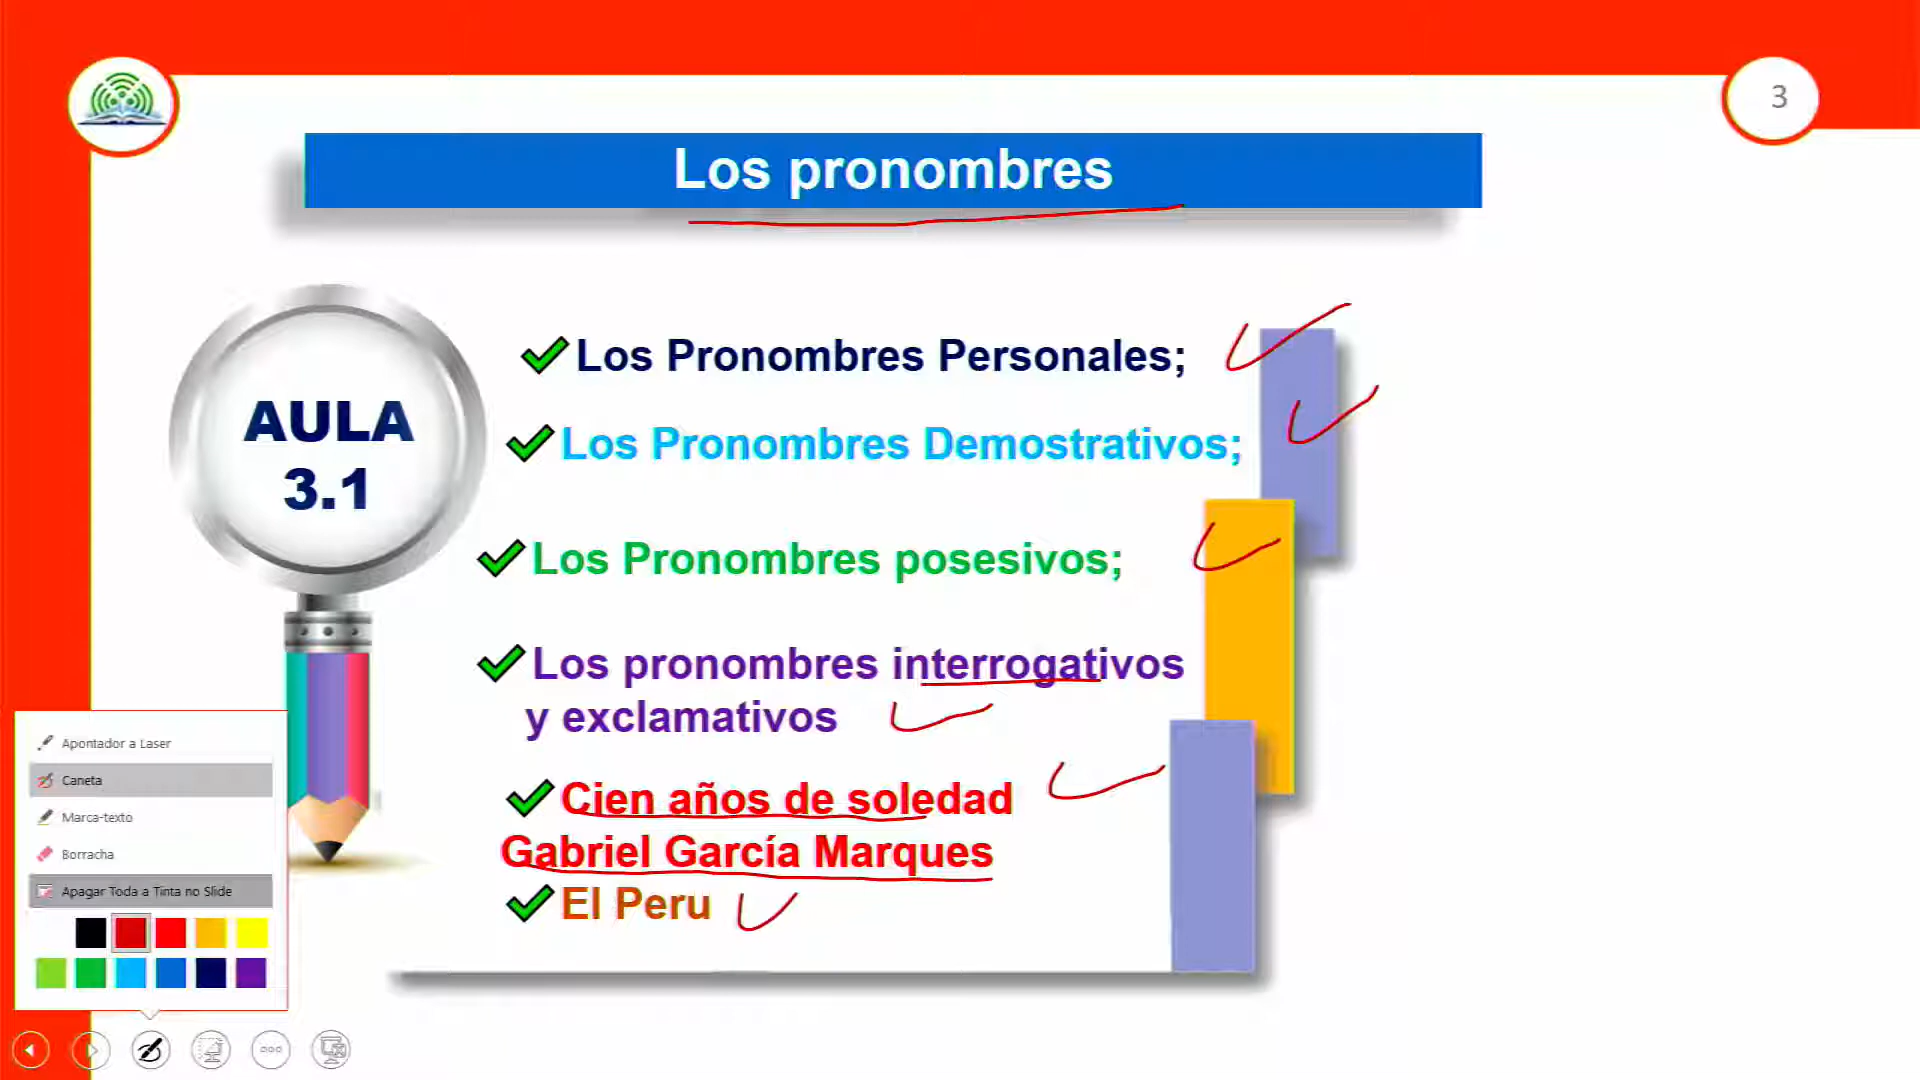 3
Los pronombres
AULA
3.1
Los Pronombres Personales;
Los Pronombres Demostrativos;
Los Pronombres posesivos;
Los pronombres interrogativos
y exclamativos
Cien años de soledad
Gabriel García Marques
El Peru
Apontador a Laser
Caneta
Marca-texto
Borracha
Apagar Toda a Tinta no Slide